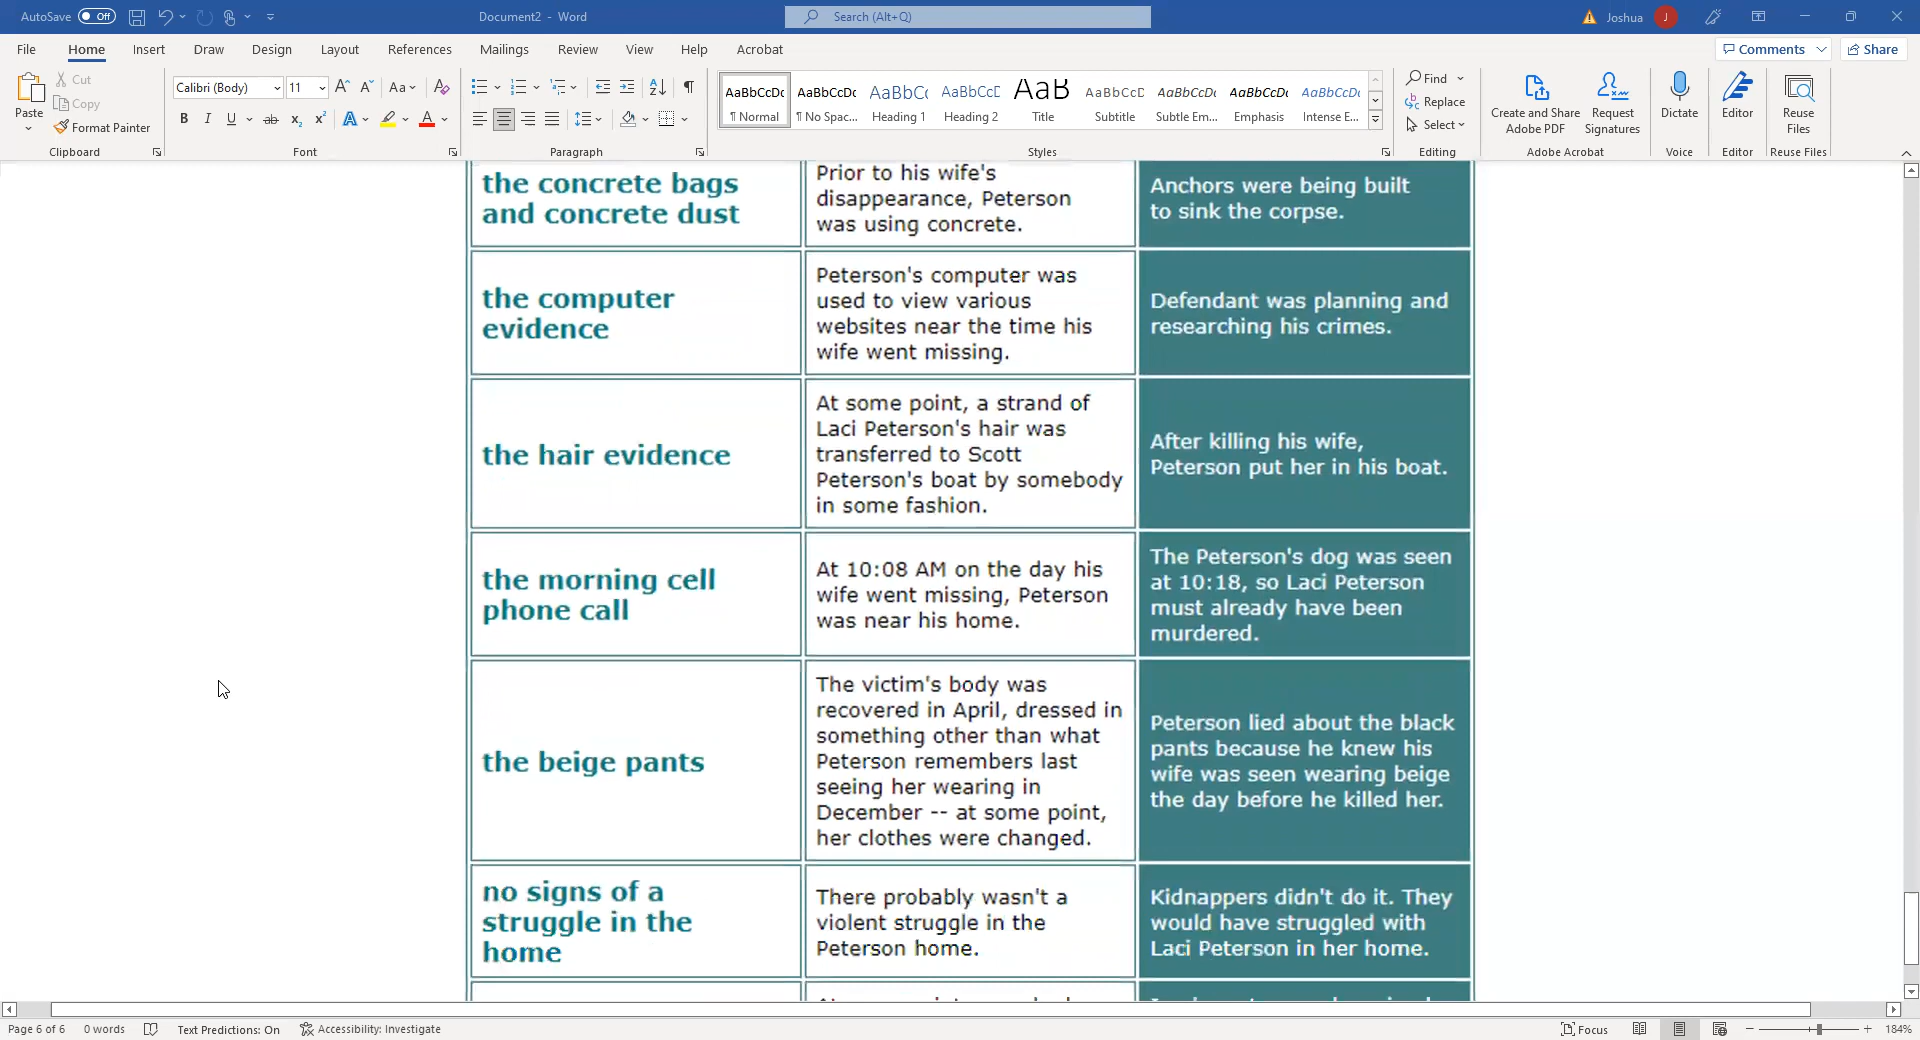 AutoSave Off Document2 - Word Search (Alt+Q) Joshua J
File Home Insert Draw Design Layout References Mailings Review View Help Acrobat Comments Share
Paste Cut Copy Format Painter
Calibri (Body) 11
AaBbCcDc AaBbCcDc AaBbCc AaBbCcD AaB AaBbCcD AaBbCcDc AaBbCcDc AaBbCcDc
¶ Normal ¶ No Spac... Heading 1 Heading 2 Title Subtitle Subtle Em... Emphasis Intense E...
Find Replace Select
Create and Share Adobe PDF Request Signatures Dictate Editor Reuse Files
Clipboard Font Paragraph Styles Editing Adobe Acrobat Voice Editor Reuse Files
the concrete bags
and concrete dust
Prior to his wife's
disappearance, Peterson
was using concrete.
Anchors were being built
to sink the corpse.
the computer
evidence
Peterson's computer was
used to view various
websites near the time his
wife went missing.
Defendant was planning and
researching his crimes.
the hair evidence
At some point, a strand of
Laci Peterson's hair was
transferred to Scott
Peterson's boat by somebody
in some fashion.
After killing his wife,
Peterson put her in his boat.
the morning cell
phone call
At 10:08 AM on the day his
wife went missing, Peterson
was near his home.
The Peterson's dog was seen
at 10:18, so Laci Peterson
must already have been
murdered.
the beige pants
The victim's body was
recovered in April, dressed in
something other than what
Peterson remembers last
seeing her wearing in
December -- at some point,
her clothes were changed.
Peterson lied about the black
pants because he knew his
wife was seen wearing beige
the day before he killed her.
no signs of a
struggle in the
home
There probably wasn't a
violent struggle in the
Peterson home.
Kidnappers didn't do it. They
would have struggled with
Laci Peterson in her home.
Page 6 of 6 0 words Text Predictions: On Accessibility: Investigate Focus 184%